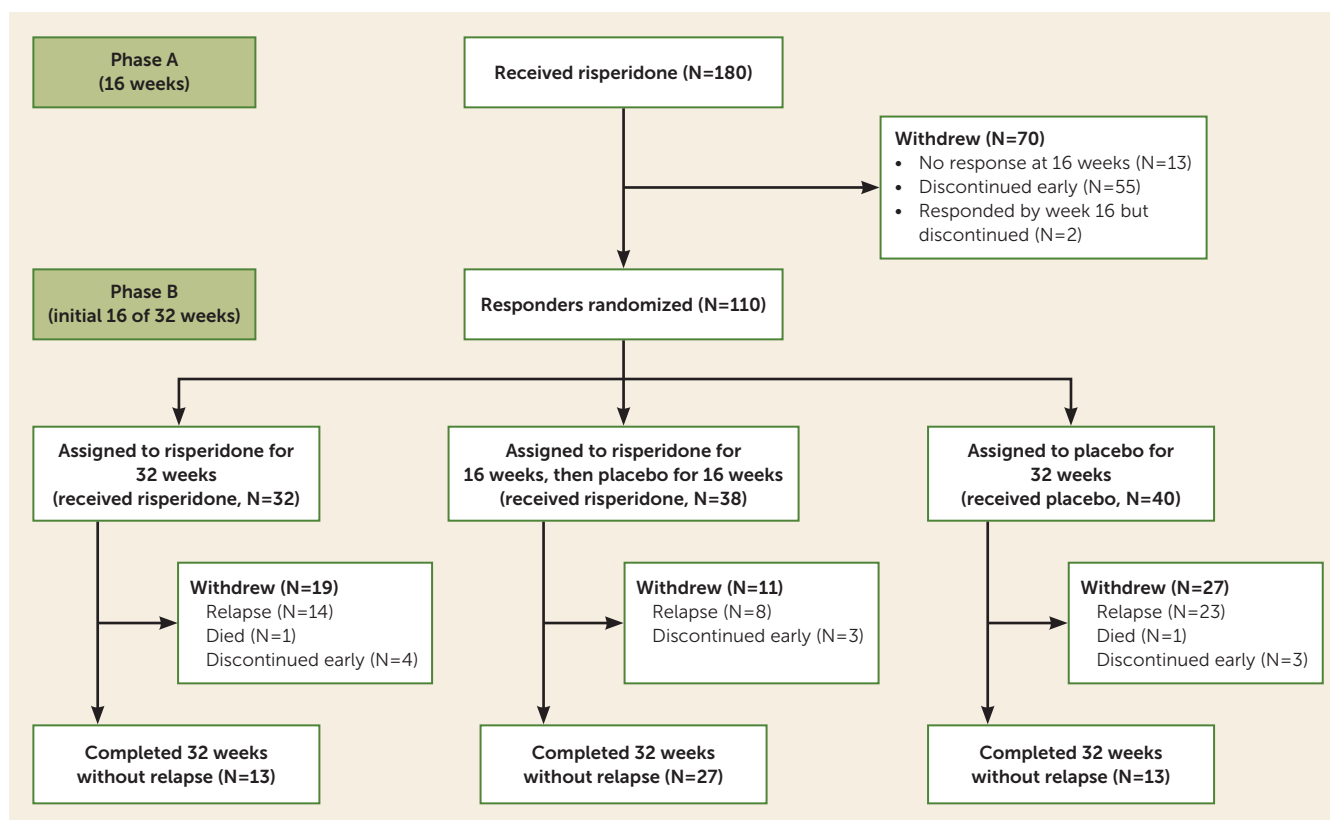 Phase A
(16 weeks)
Received risperidone (N=180)
Withdrew (N=70)
• No response at 16 weeks (N=13)
• Discontinued early (N=55)
• Responded by week 16 but
discontinued (N=2)
Phase B
(initial 16 of 32 weeks)
Responders randomized (N=110)
Assigned to risperidone for
32 weeks
(received risperidone, N=32)
Assigned to risperidone for
16 weeks, then placebo for 16 weeks
(received risperidone, N=38)
Assigned to placebo for
32 weeks
(received placebo, N=40)
Withdrew (N=19)
Relapse (N=14)
Died (N=1)
Discontinued early (N=4)
Withdrew (N=11)
Relapse (N=8)
Discontinued early (N=3)
Withdrew (N=27)
Relapse (N=23)
Died (N=1)
Discontinued early (N=3)
Completed 32 weeks
without relapse (N=13)
Completed 32 weeks
without relapse (N=27)
Completed 32 weeks
without relapse (N=13)